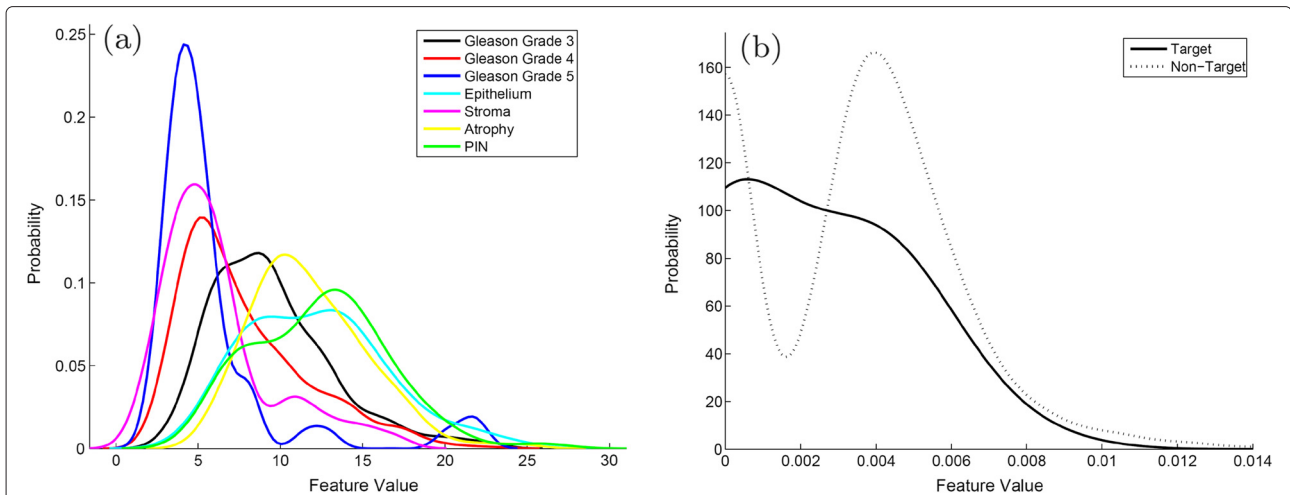 (a)
Gleason Grade 3
Gleason Grade 4
Gleason Grade 5
Epithelium
Stroma
Atrophy
PIN
0.25
0.2
0.15
0.1
0.05
0
Probability
0 5 10 15 20 25 30
Feature Value
(b)
Target
Non-Target
160
140
120
100
80
60
40
20
0
Probability
0 0.002 0.004 0.006 0.008 0.01 0.012 0.014
Feature Value